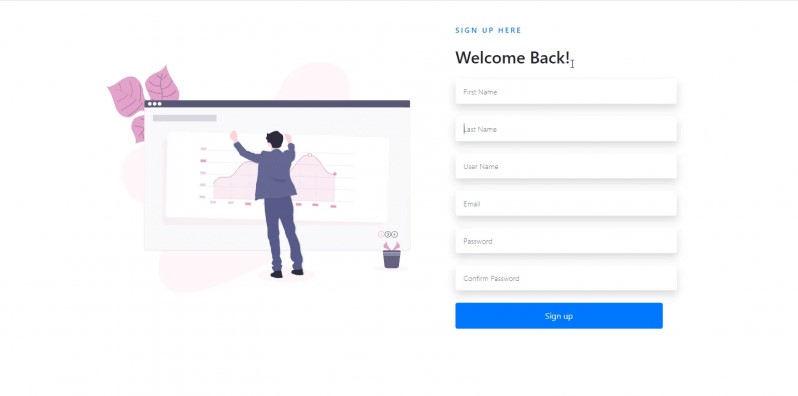 SIGN UP HERE
Welcome Back!
First Name
Last Name
User Name
Email
Password
Confirm Password
Sign up